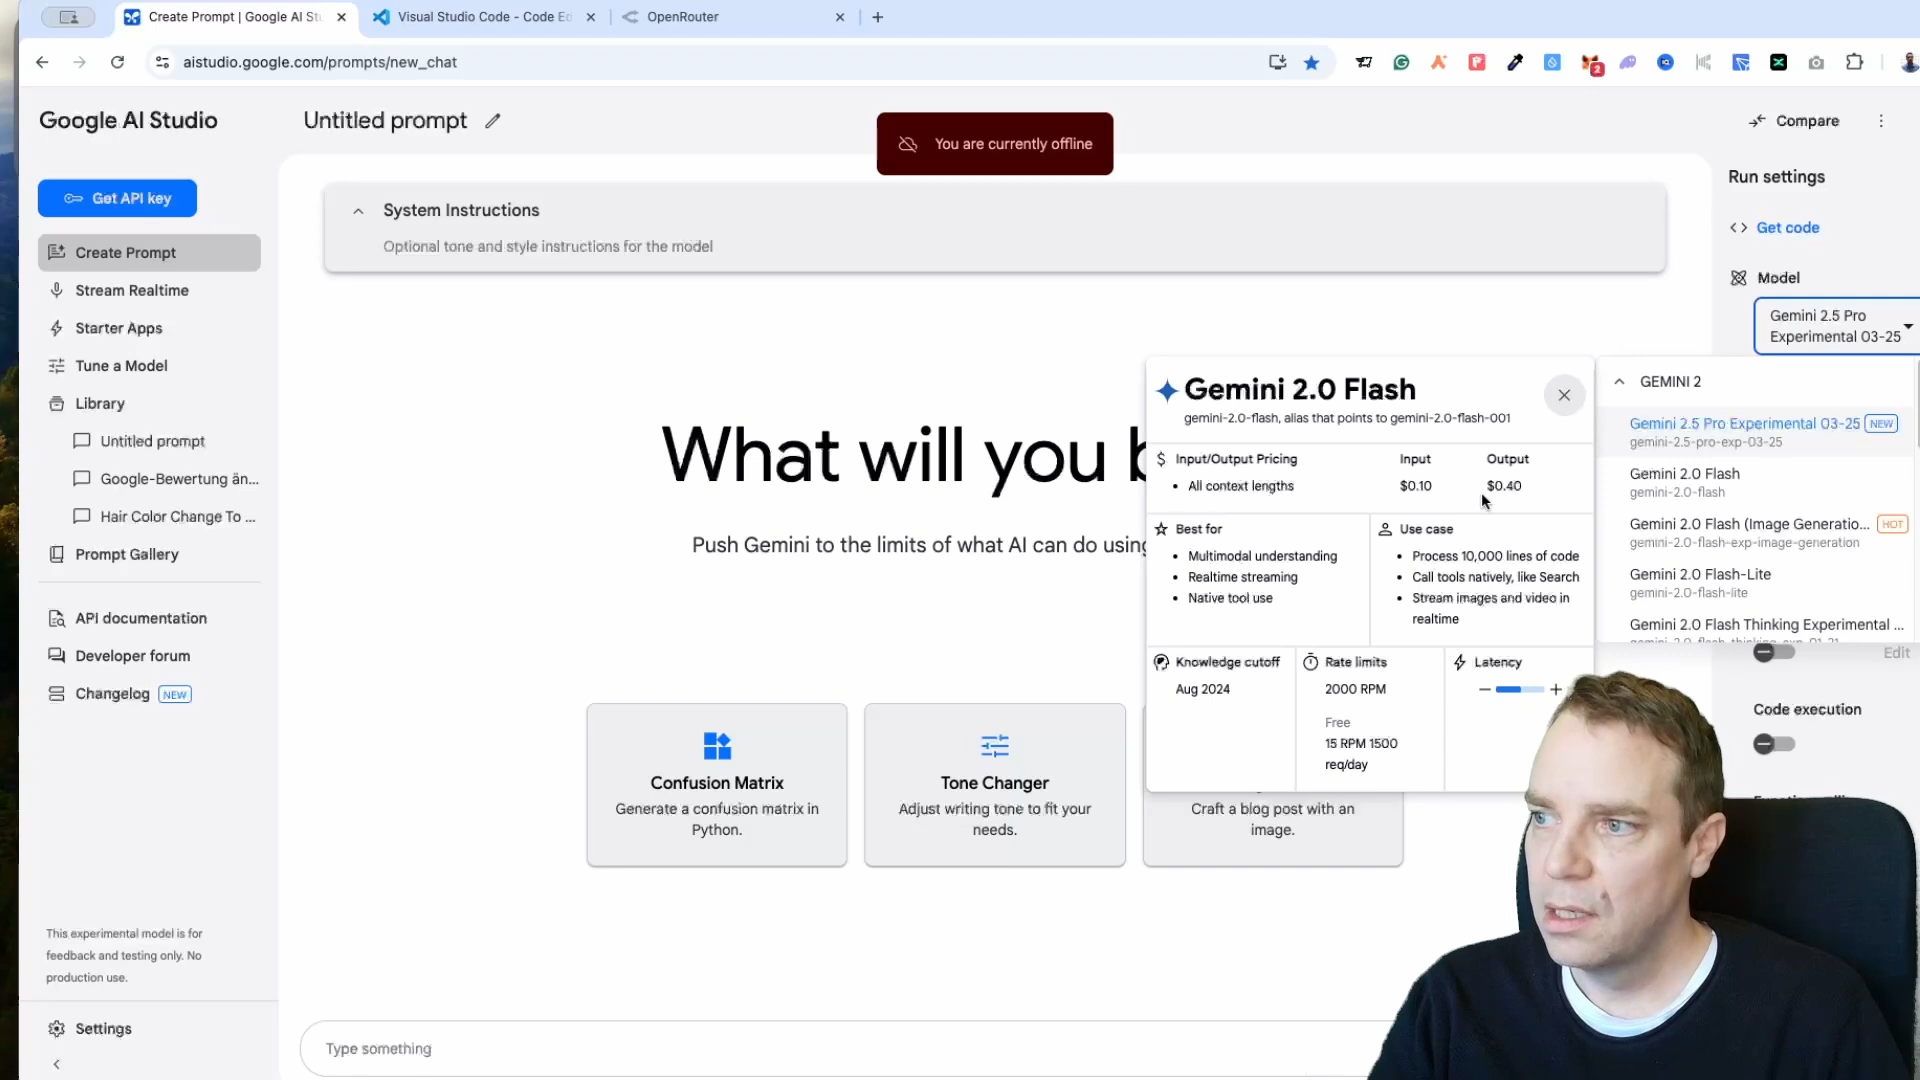 Create Prompt | Google AI Stu
Visual Studio Code - Code Ed
OpenRouter
aistudio.google.com/prompts/new_chat
2
Google AI Studio
Untitled prompt
You are currently offline
Compare
Get API key
System Instructions
Optional tone and style instructions for the model
Run settings
Get code
Create Prompt
Stream Realtime
Starter Apps
Tune a Model
Library
Untitled prompt
Google-Bewertung än...
Hair Color Change To ...
Prompt Gallery
API documentation
Developer forum
Changelog NEW
This experimental model is for
feedback and testing only. No
production use.
Settings
What will you b
Push Gemini to the limits of what AI can do using
Confusion Matrix
Generate a confusion matrix in
Python.
Tone Changer
Adjust writing tone to fit your
needs.
Craft a blog post with an
image.
Type something
Gemini 2.0 Flash
gemini-2.0-flash, alias that points to gemini-2.0-flash-001
Input/Output Pricing Input Output
All context lengths $0.10 $0.40
Best for
Multimodal understanding
Realtime streaming
Native tool use
Use case
Process 10,000 lines of code
Call tools natively, like Search
Stream images and video in
realtime
Knowledge cutoff
Aug 2024
Rate limits
2000 RPM
Free
15 RPM 1500
req/day
Latency
Model
Gemini 2.5 Pro
Experimental 03-25
GEMINI 2
Gemini 2.5 Pro Experimental 03-25 NEW
gemini-2.5-pro-exp-03-25
Gemini 2.0 Flash
gemini-2.0-flash
Gemini 2.0 Flash (Image Generatio... HOT
gemini-2.0-flash-exp-image-generation
Gemini 2.0 Flash-Lite
gemini-2.0-flash-lite
Gemini 2.0 Flash Thinking Experimental ...
Edit
Code execution